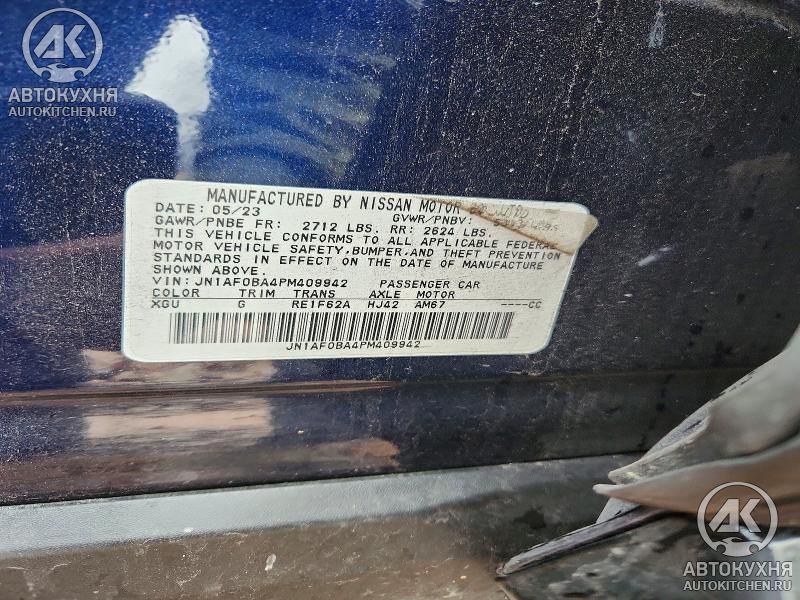 АК
АВТОКУХНЯ
AUTOKITCHEN.RU
MANUFACTURED BY NISSAN MOTOR
DATE: 05/23 GVWR/PNBV:
GAWR/PNBE FR: 2712 LBS. RR: 2624 LBS.
THIS VEHICLE CONFORMS TO ALL APPLICABLE FEDERAL
MOTOR VEHICLE SAFETY, BUMPER, AND THEFT PREVENTION
STANDARDS IN EFFECT ON THE DATE OF MANUFACTURE
SHOWN ABOVE.
VIN: JN1AF0BA4PM409942 PASSENGER CAR
COLOR TRIM TRANS AXLE MOTOR
XGU G RE1F62A HJ42 AM67 ----CC
JN1AF0BA4PM409942
АК
АВТОКУХНЯ
AUTOKITCHEN.RU